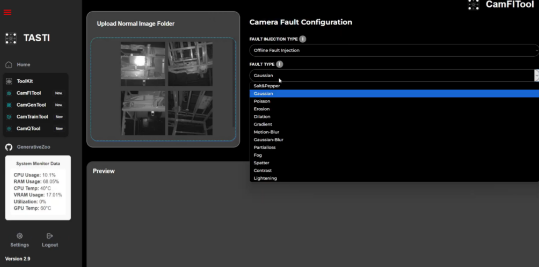 TASTI
Home
ToolKit
CamFITool New
CamGenTool New
CamTrainTool New
CamQTool New
GenerativeZoo
System Monitor Data
CPU Usage: 10.1%
RAM Usage: 68.05%
CPU Temp: 40°C
VRAM Usage: 17.01%
Utilization: 0%
GPU Temp: 50°C
Settings Logout
Version 2.0
Upload Normal Image Folder
Preview
CamFITool
Camera Fault Configuration
FAULT INJECTION TYPE
Offline Fault Injection
FAULT TYPE
Gaussian
Salt&Pepper
Gaussian
Poisson
Erosion
Dilation
Gradient
Motion-Blur
Gaussian-Blur
Partialloss
Fog
Spatter
Contrast
Lightening